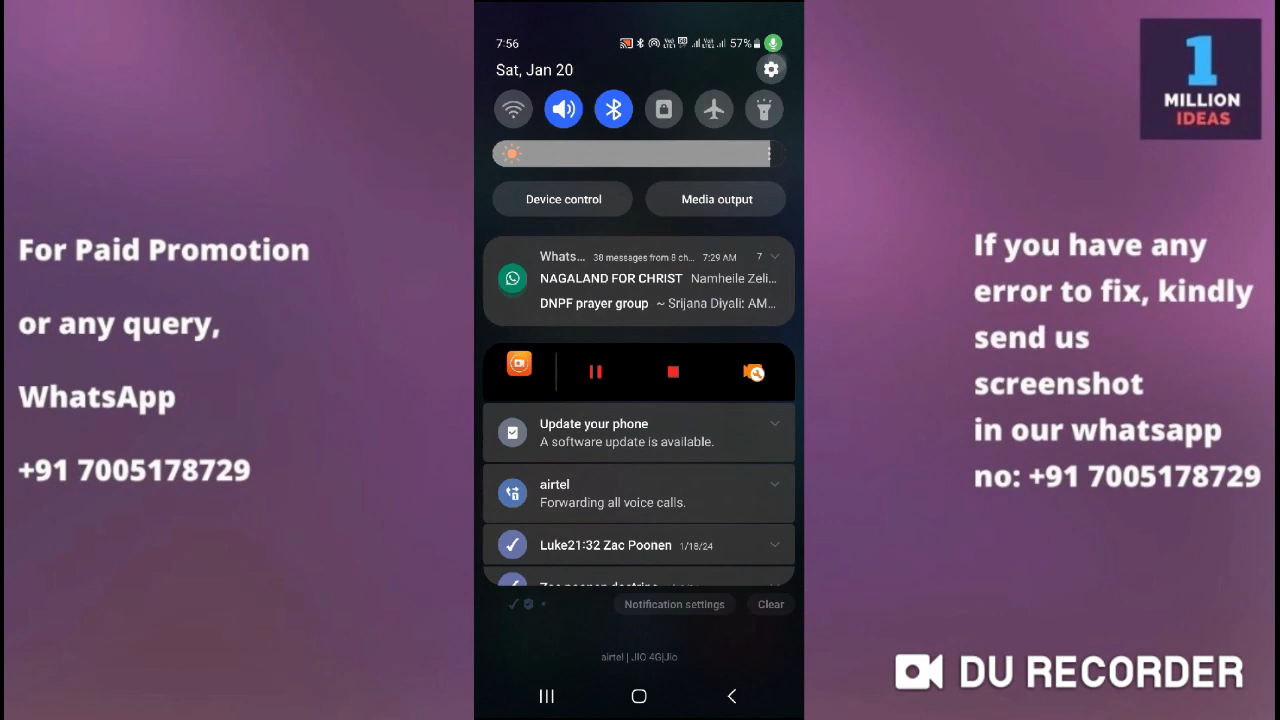 For Paid Promotion
or any query,
WhatsApp
+91 7005178729
7:56
57%
Sat, Jan 20
Device control
Media output
Whats... 38 messages from 8 ch... 7:29 AM 7
NAGALAND FOR CHRIST Namheile Zeli...
DNPF prayer group ~ Srijana Diyali: AM...
Update your phone
A software update is available.
airtel
Forwarding all voice calls.
Luke21:32 Zac Poonen 1/18/24
Notification settings
Clear
airtel | JIO 4G|Jio
1
MILLION
IDEAS
If you have any
error to fix, kindly
send us
screenshot
in our whatsapp
no: +91 7005178729
DU RECORDER